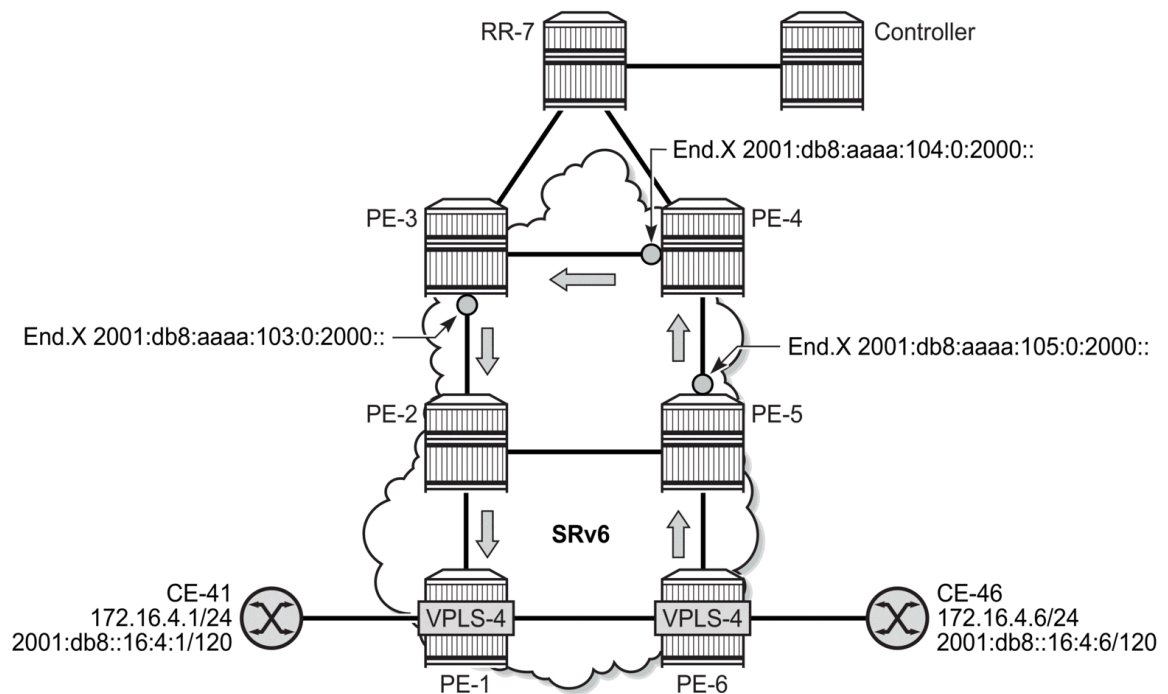 RR-7
Controller
End.X 2001:db8:aaaa:104:0:2000::
PE-3
PE-4
End.X 2001:db8:aaaa:103:0:2000::
End.X 2001:db8:aaaa:105:0:2000::
PE-2
PE-5
SRv6
CE-41
172.16.4.1/24
2001:db8::16:4:1/120
VPLS-4
VPLS-4
CE-46
172.16.4.6/24
2001:db8::16:4:6/120
PE-1
PE-6